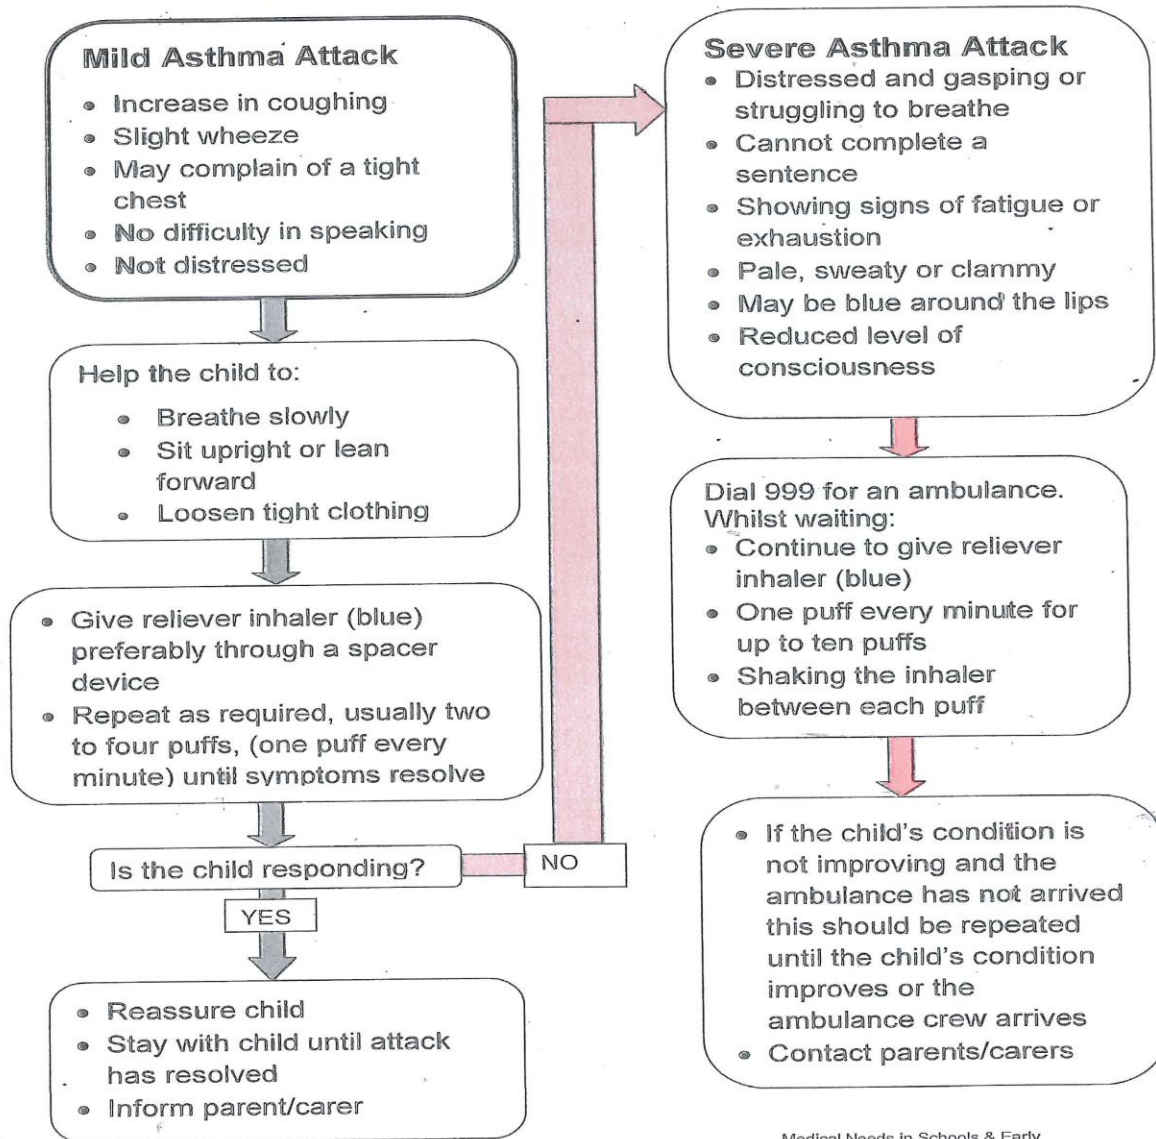 Mild Asthma Attack
• Increase in coughing
• Slight wheeze
• May complain of a tight
chest
• No difficulty in speaking
• Not distressed
Help the child to:
• Breathe slowly
• Sit upright or lean
forward
• Loosen tight clothing
• Give reliever inhaler (blue)
preferably through a spacer
device
• Repeat as required, usually two
to four puffs, (one puff every
minute) until symptoms resolve
Is the child responding?
NO
YES
• Reassure child
• Stay with child until attack
has resolved
• Inform parent/carer
Severe Asthma Attack
• Distressed and gasping or
struggling to breathe
• Cannot complete a
sentence
• Showing signs of fatigue or
exhaustion
• Pale, sweaty or clammy
• May be blue around the lips
• Reduced level of
consciousness
Dial 999 for an ambulance.
Whilst waiting:
• Continue to give reliever
inhaler (blue)
• One puff every minute for
up to ten puffs
• Shaking the inhaler
between each puff
• If the child's condition is
not improving and the
ambulance has not arrived
this should be repeated
until the child's condition
improves or the
ambulance crew arrives
• Contact parents/carers
Medical Needs in Schools & Early